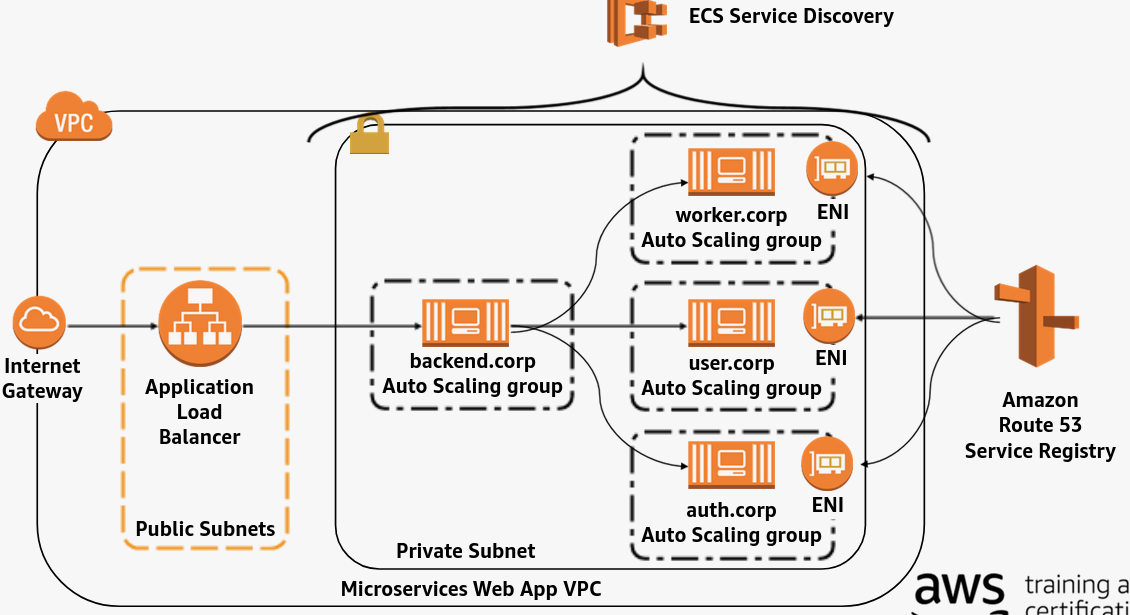 ECS Service Discovery
VPC
worker.corp
Auto Scaling group
ENI
Internet
Gateway
Application
Load
Balancer
Public Subnets
backend.corp
Auto Scaling group
user.corp
Auto Scaling group
ENI
auth.corp
Auto Scaling group
ENI
Amazon
Route 53
Service Registry
Private Subnet
Microservices Web App VPC
aws
training a
certificati